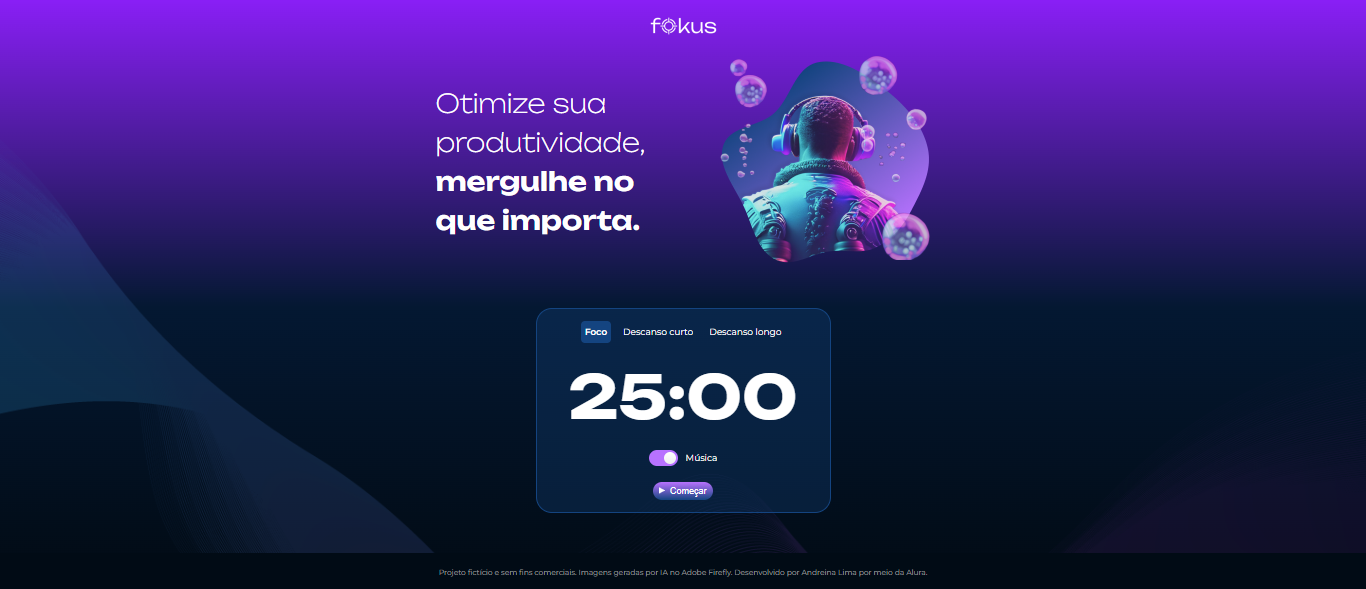 fokus
Otimize sua
produtividade,
mergulhe no
que importa.
Foco Descanso curto Descanso longo
25:00
Música
Começar
Projeto fictício e sem fins comerciais. Imagens geradas por IA no Adobe Firefly. Desenvolvido por Andreina Lima por meio da Alura.